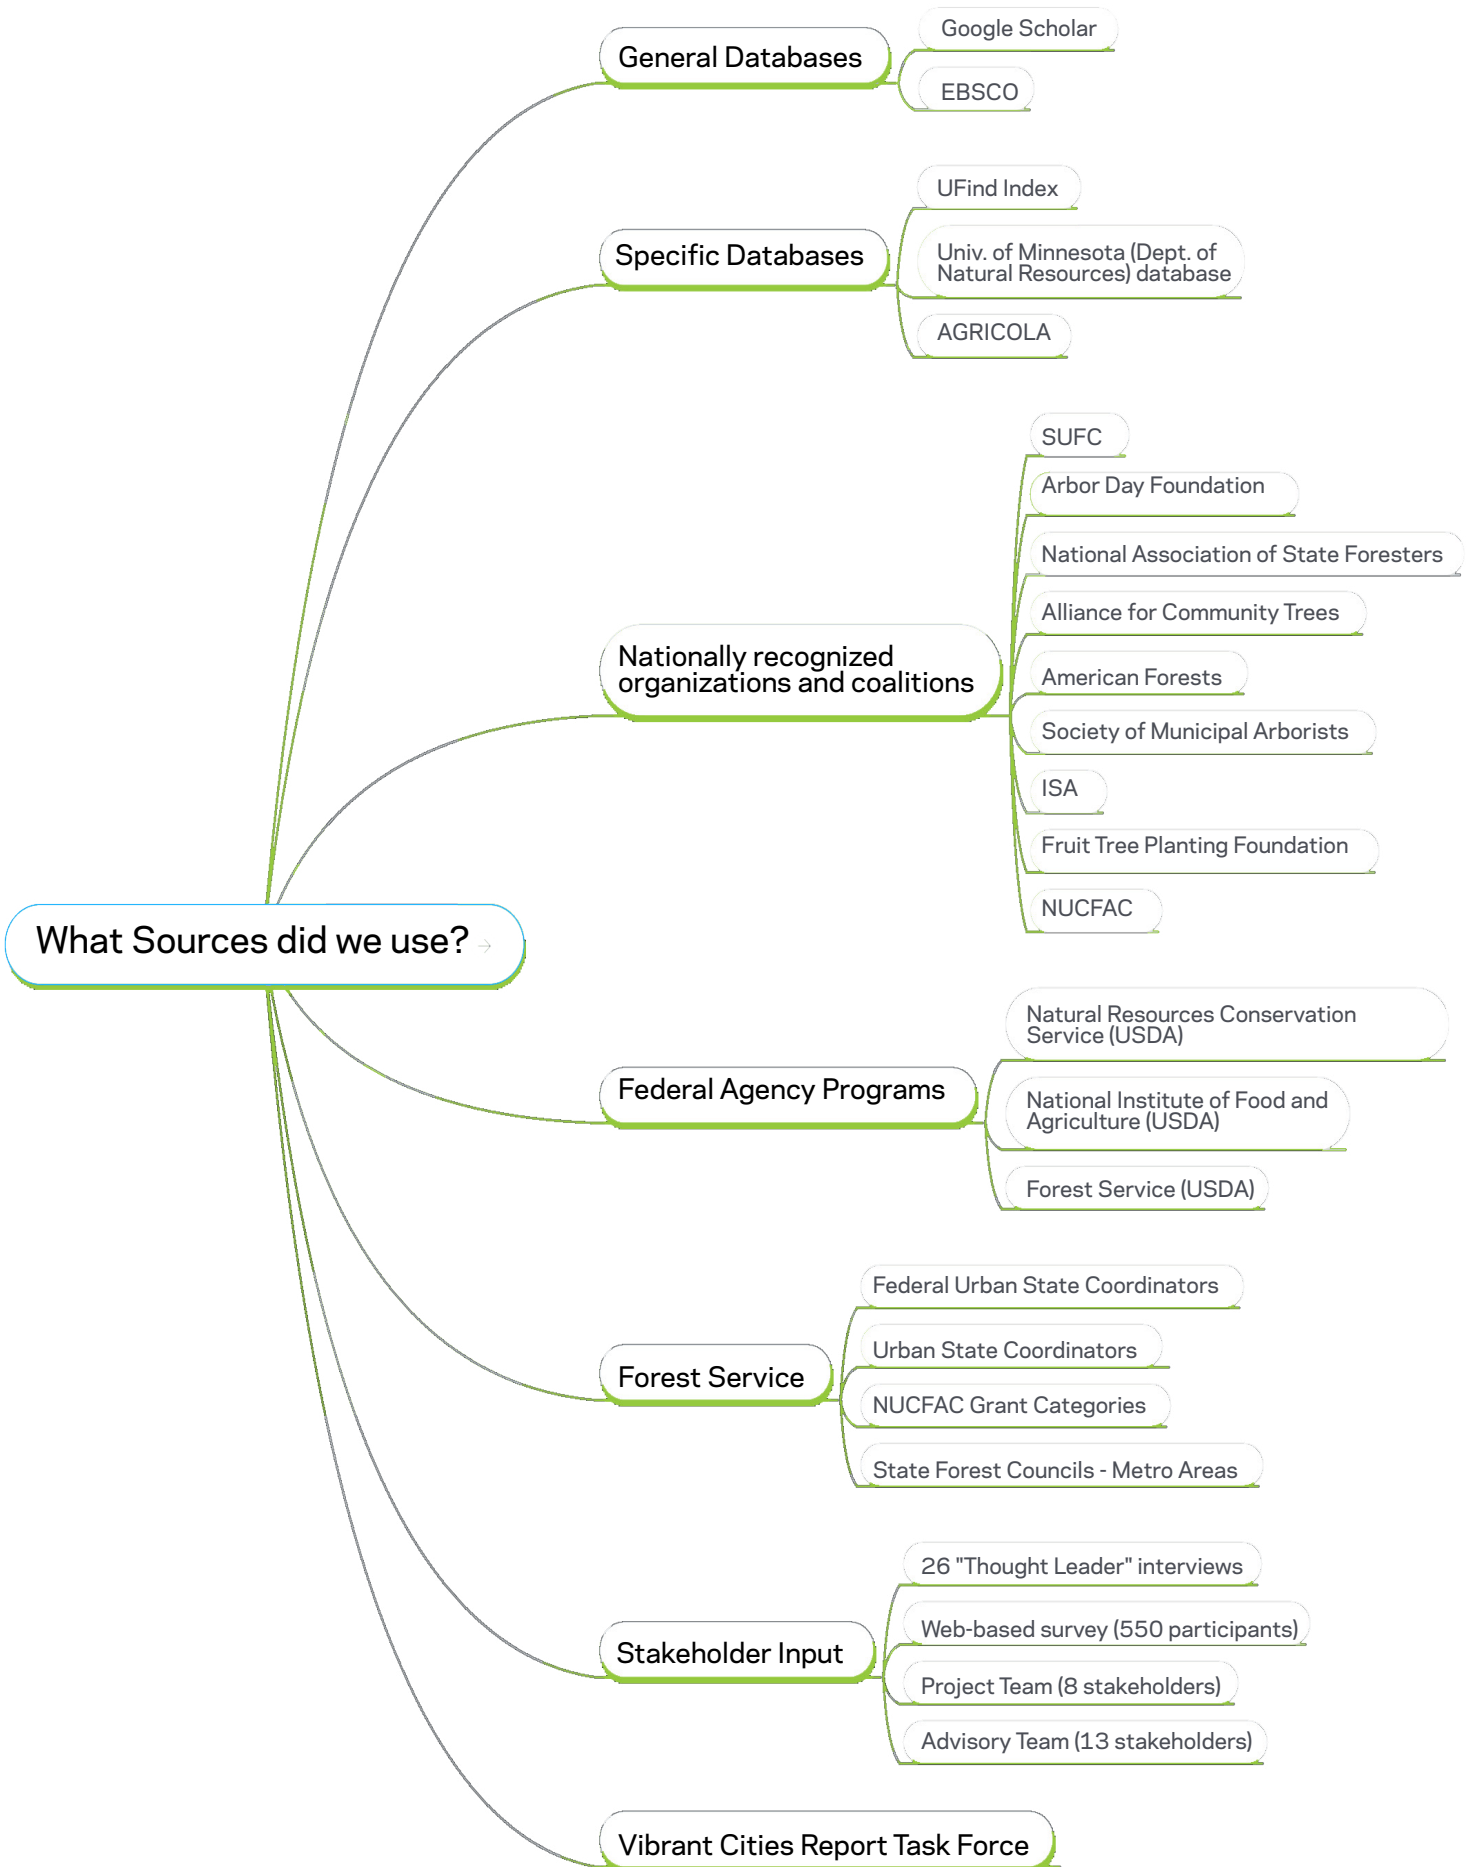 What Sources did we use?
General Databases
Google Scholar
EBSCO
Specific Databases
UFind Index
Univ. of Minnesota (Dept. of
Natural Resources) database
AGRICOLA
Nationally recognized
organizations and coalitions
SUFC
Arbor Day Foundation
National Association of State Foresters
Alliance for Community Trees
American Forests
Society of Municipal Arborists
ISA
Fruit Tree Planting Foundation
NUCFAC
Federal Agency Programs
Natural Resources Conservation
Service (USDA)
National Institute of Food and
Agriculture (USDA)
Forest Service (USDA)
Forest Service
Federal Urban State Coordinators
Urban State Coordinators
NUCFAC Grant Categories
State Forest Councils - Metro Areas
Stakeholder Input
26 "Thought Leader" interviews
Web-based survey (550 participants)
Project Team (8 stakeholders)
Advisory Team (13 stakeholders)
Vibrant Cities Report Task Force